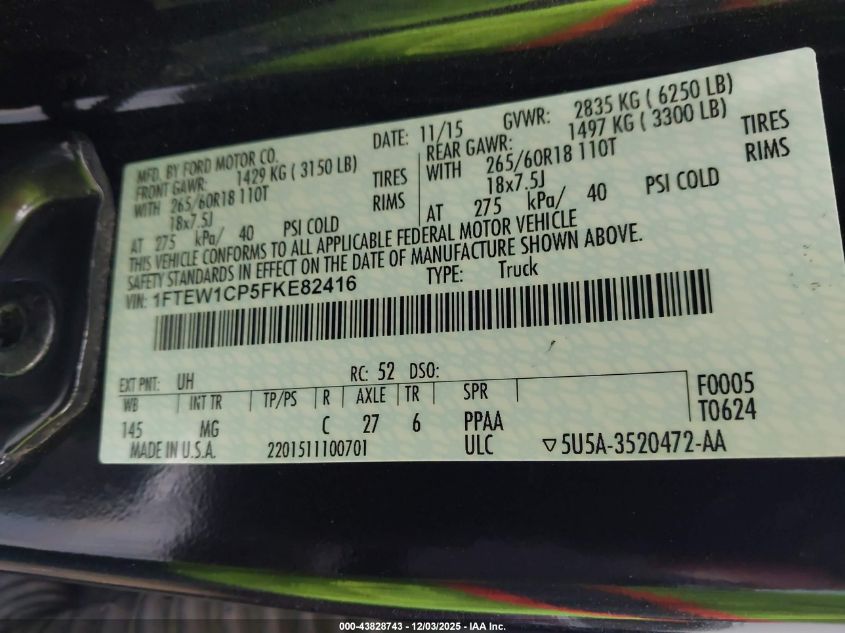 MFD. BY FORD MOTOR CO. DATE: 11/15 GVWR: 2835 KG ( 6250 LB)
FRONT GAWR: 1429 KG ( 3150 LB) REAR GAWR: 1497 KG ( 3300 LB)
WITH 265/60R18 110T TIRES WITH 265/60R18 110T TIRES
18x7.5J RIMS 18x7.5J RIMS
AT 275 kPa/ 40 PSI COLD AT 275 kPa/ 40 PSI COLD
THIS VEHICLE CONFORMS TO ALL APPLICABLE FEDERAL MOTOR VEHICLE
SAFETY STANDARDS IN EFFECT ON THE DATE OF MANUFACTURE SHOWN ABOVE.
VIN: 1FTEW1CP5FKE82416 TYPE: Truck
EXT PNT: UH RC: 52 DSO:
WB INT TR TP/PS R AXLE TR SPR F0005
145 MG C 27 6 PPAA T0624
MADE IN U.S.A. 2201511100701 ULC ▽5U5A-3520472-AA
000-43828743 - 12/03/2025 - IAA Inc.